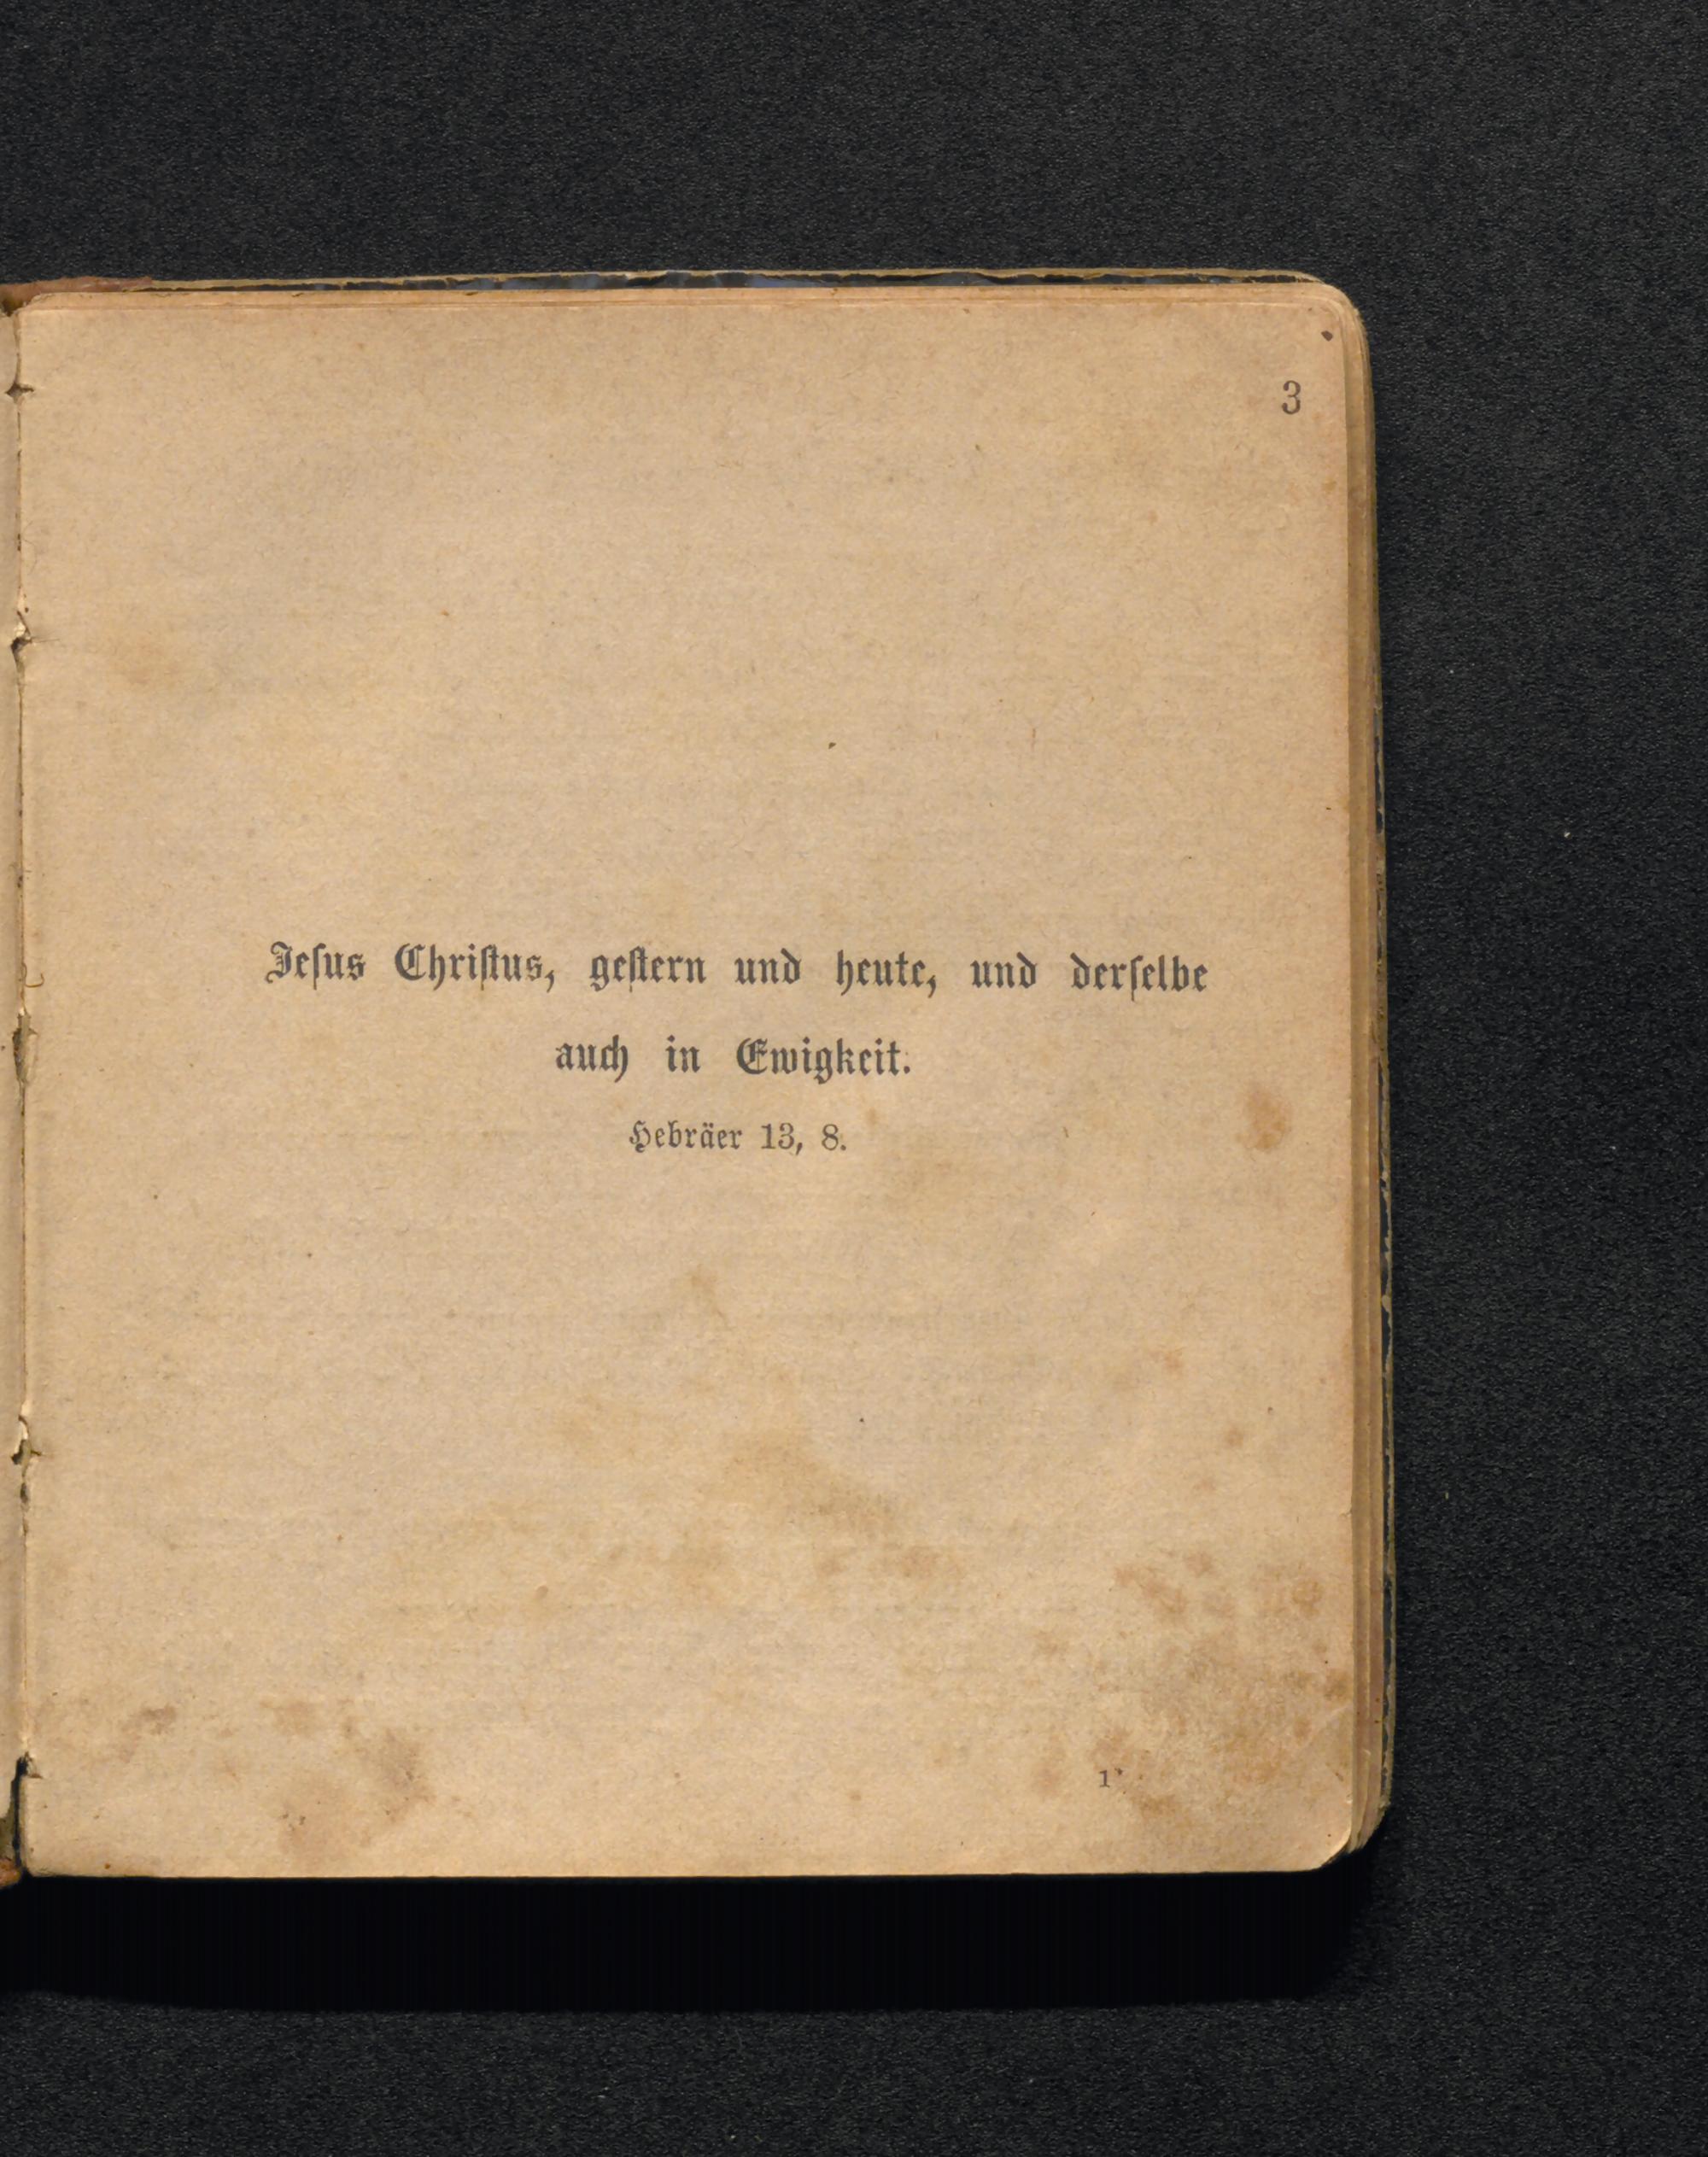 3
Jeſus Chriſtus, geſtern und heute, und derſelbe
auch in Ewigkeit.
Hebräer 13, 8.
1*